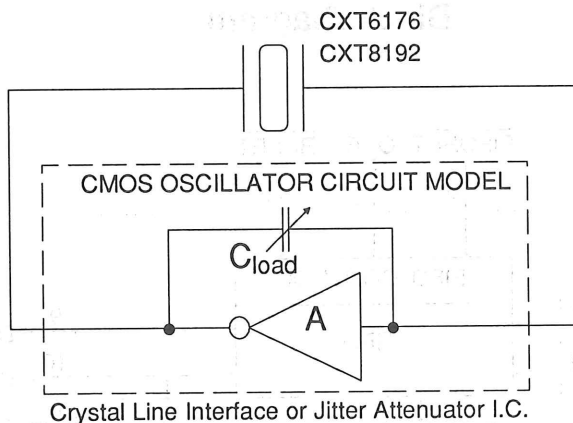 CXT6176
CXT8192
CMOS OSCILLATOR CIRCUIT MODEL
Cload
A
Crystal Line Interface or Jitter Attenuator I.C.